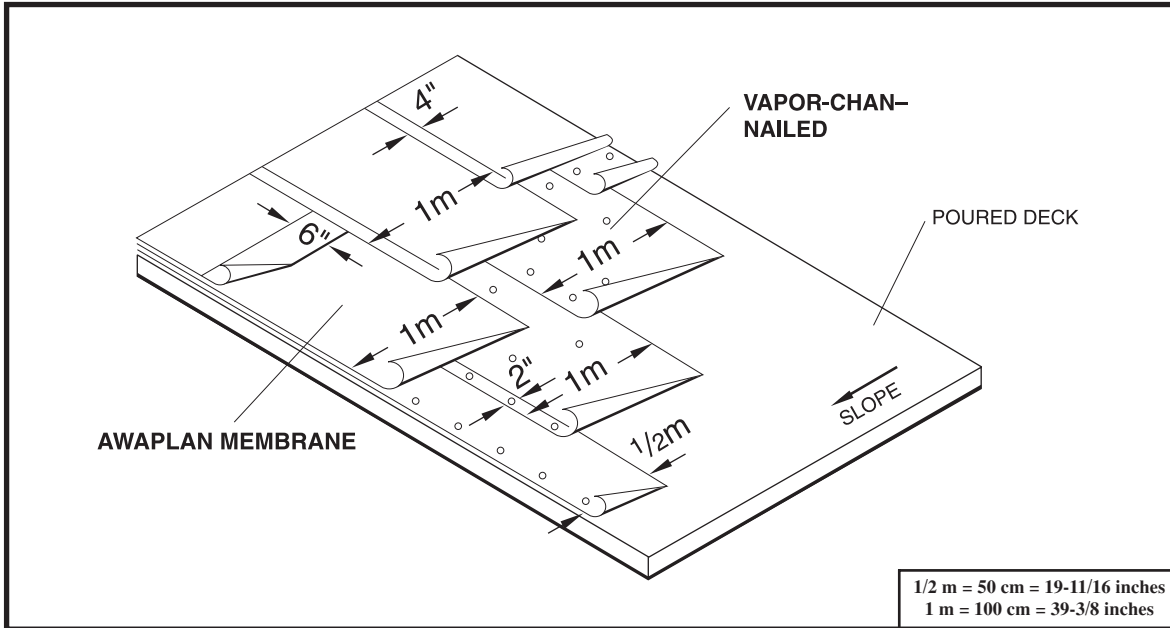 4"
VAPOR-CHAN–
NAILED
1m
POURED DECK
6"
1m
1m
2"
1m
SLOPE
AWAPLAN MEMBRANE
1/2m
1/2 m = 50 cm = 19-11/16 inches
1 m = 100 cm = 39-3/8 inches